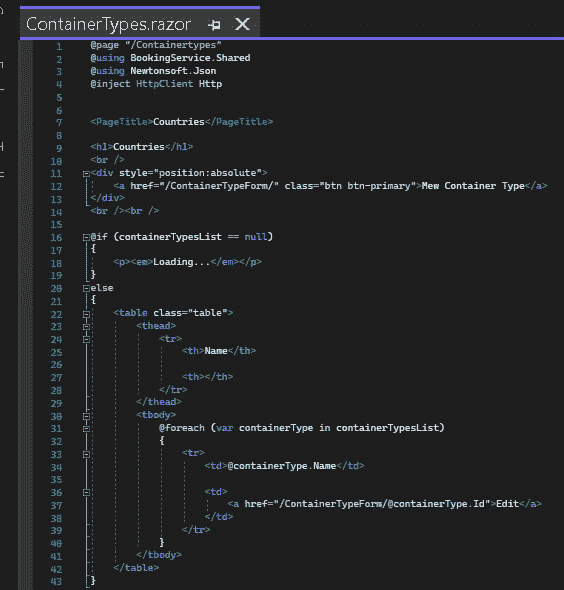 ContainerTypes.razor
1 @page "/Containertypes"
2 @using BookingService.Shared
3 @using Newtonsoft.Json
4 @inject HttpClient Http
5
6
7 <PageTitle>Countries</PageTitle>
8
9 <h1>Countries</h1>
10 <br />
11 <div style="position:absolute">
12 <a href="/ContainerTypeForm/" class="btn btn-primary">Mew Container Type</a>
13 </div>
14 <br /><br />
15
16 @if (containerTypesList == null)
17 {
18 <p><em>Loading...</em></p>
19 }
20 else
21 {
22 <table class="table">
23 <thead>
24 <tr>
25 <th>Name</th>
26
27 <th></th>
28 </tr>
29 </thead>
30 <tbody>
31 @foreach (var containerType in containerTypesList)
32 {
33 <tr>
34 <td>@containerType.Name</td>
35
36 <td>
37 <a href="/ContainerTypeForm/@containerType.Id">Edit</a>
38 </td>
39 </tr>
40 }
41 </tbody>
42 </table>
43 }